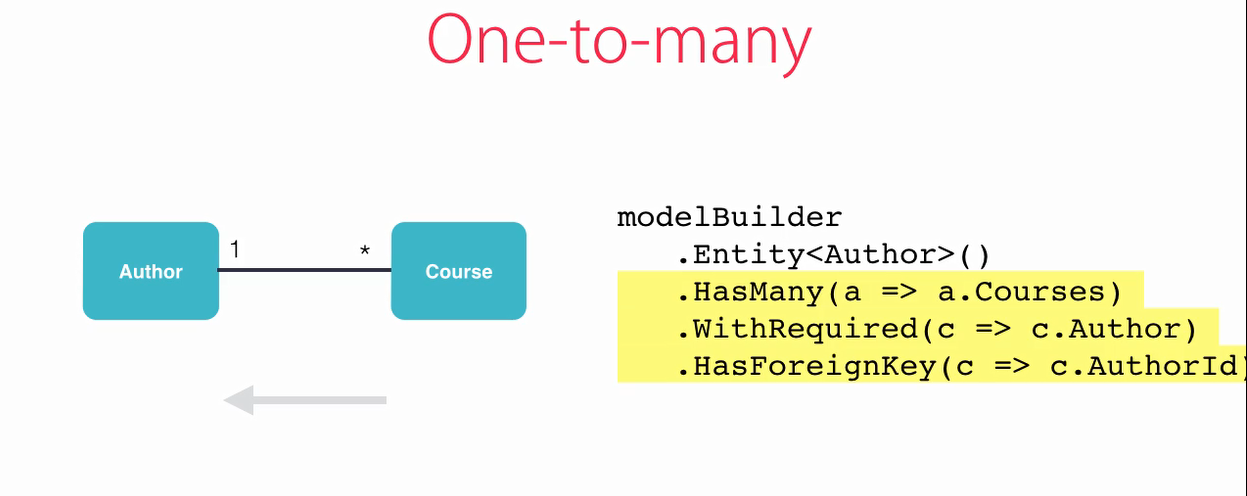 One-to-many
Author
1
*
Course
modelBuilder
.Entity<Author>()
.HasMany(a => a.Courses)
.WithRequired(c => c.Author)
.HasForeignKey(c => c.AuthorId)